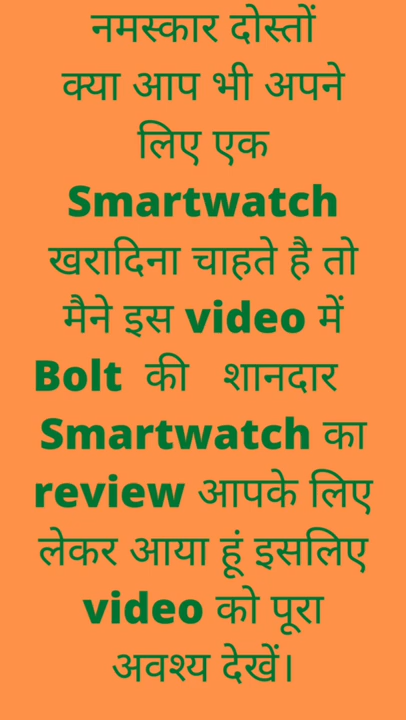 नमस्कार दोस्तों
क्या आप भी अपने
लिए एक
Smartwatch
खरादिना चाहते है तो
मैने इस video में
Bolt की शानदार
Smartwatch का
review आपके लिए
लेकर आया हूं इसलिए
video को पूरा
अवश्य देखें।